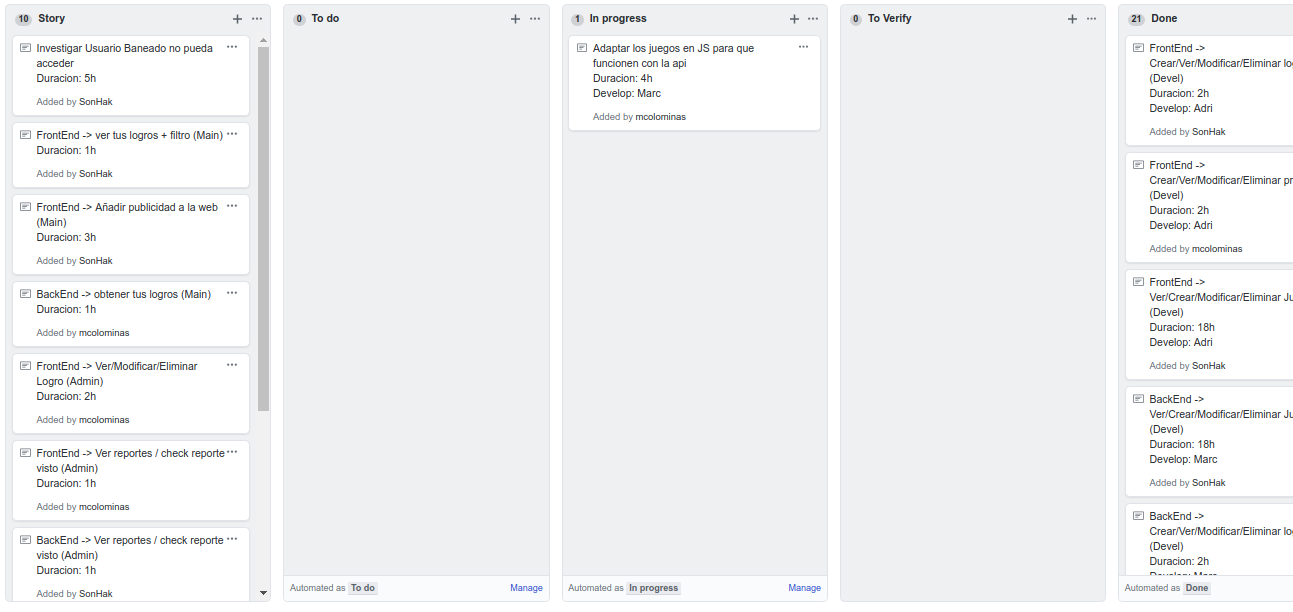 10 Story
Investigar Usuario Baneado no pueda
acceder
Duracion: 5h
Added by SonHak
FrontEnd -> ver tus logros + filtro (Main)
Duracion: 1h
Added by SonHak
FrontEnd -> Añadir publicidad a la web
(Main)
Duracion: 3h
Added by SonHak
BackEnd -> obtener tus logros (Main)
Duracion: 1h
Added by mcolominas
FrontEnd -> Ver/Modificar/Eliminar
Logro (Admin)
Duracion: 2h
Added by mcolominas
FrontEnd -> Ver reportes / check reporte
visto (Admin)
Duracion: 1h
Added by mcolominas
BackEnd -> Ver reportes / check reporte
visto (Admin)
Duracion: 1h
Added by SonHak
0 To do
Automated as To do Manage
1 In progress
Adaptar los juegos en JS para que
funcionen con la api
Duracion: 4h
Develop: Marc
Added by mcolominas
Automated as In progress Manage
0 To Verify
21 Done
FrontEnd ->
Crear/Ver/Modificar/Eliminar lo
(Devel)
Duracion: 2h
Develop: Adri
Added by SonHak
FrontEnd ->
Crear/Ver/Modificar/Eliminar pr
(Devel)
Duracion: 2h
Develop: Adri
Added by mcolominas
FrontEnd ->
Ver/Crear/Modificar/Eliminar Ju
(Devel)
Duracion: 18h
Develop: Adri
Added by SonHak
BackEnd ->
Ver/Crear/Modificar/Eliminar Ju
(Devel)
Duracion: 18h
Develop: Marc
Added by SonHak
BackEnd ->
Crear/Ver/Modificar/Eliminar lo
(Devel)
Duracion: 2h
Develop: Marc
Automated as Done